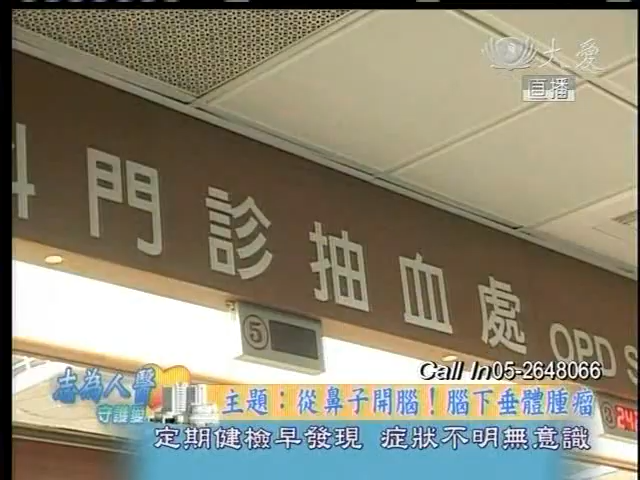 大愛
直播
科門診抽血處
OPD S
5
Call In05-2648066
志為人醫
守護愛
主題：從鼻子開腦！腦下垂體腫瘤
3
定期健檢早發現 症狀不明無意識